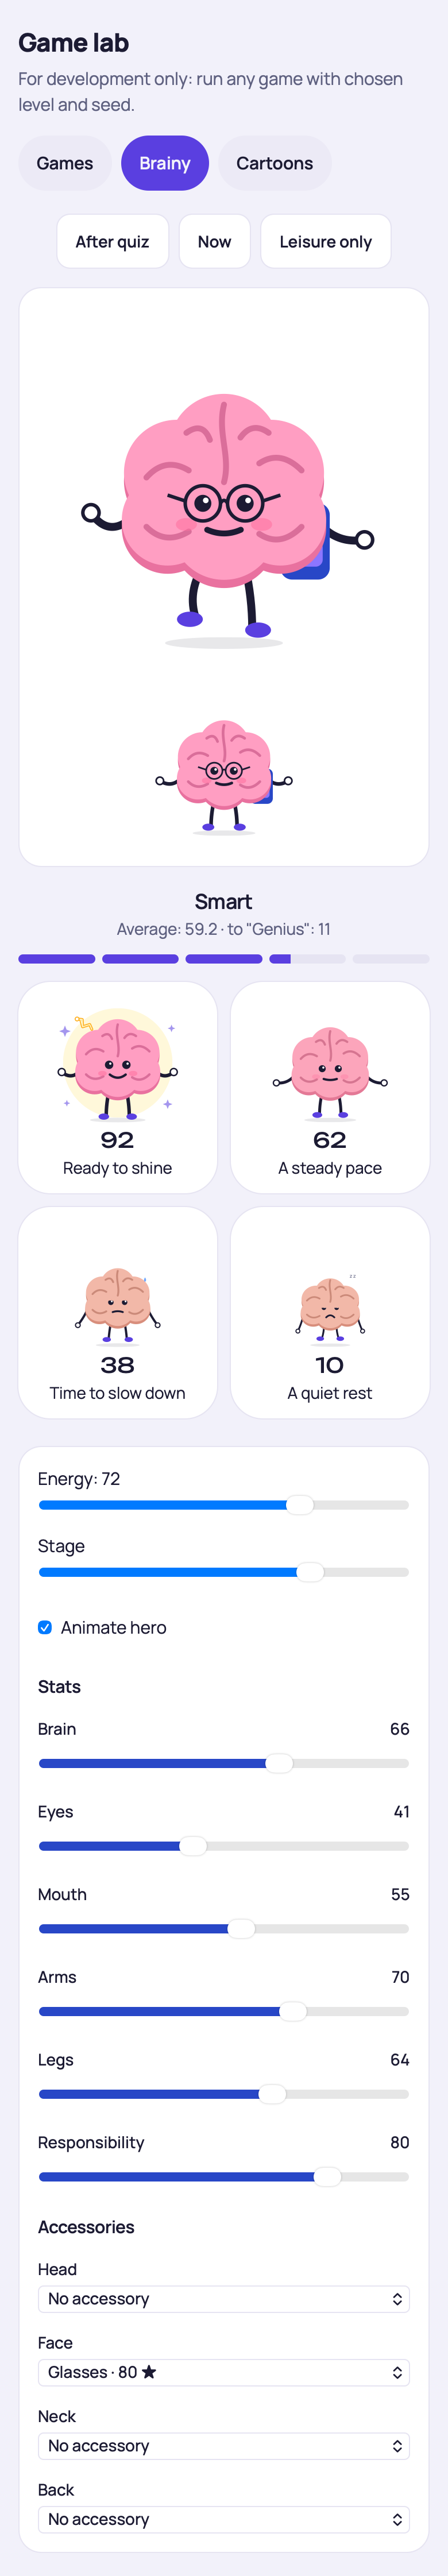 Game lab
For development only: run any game with chosen
level and seed.
Games
Brainy
Cartoons
After quiz
Now
Leisure only
Smart
Average: 59.2 · to "Genius": 11
92
Ready to shine
62
A steady pace
38
Time to slow down
10
A quiet rest
Energy: 72
Stage
Animate hero
Stats
Brain 66
Eyes 41
Mouth 55
Arms 70
Legs 64
Responsibility 80
Accessories
Head
No accessory
Face
Glasses · 80 ★
Neck
No accessory
Back
No accessory